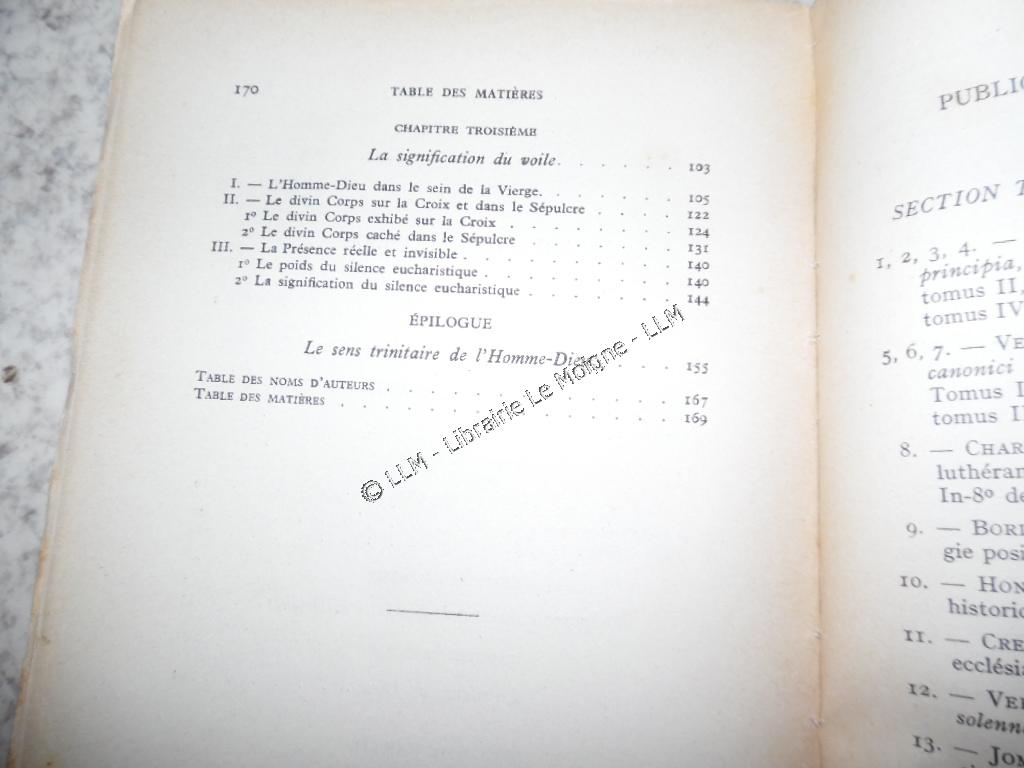 170 TABLE DES MATIÈRES
CHAPITRE TROISIÈME
La signification du voile. . . . . . . 103
I. — L'Homme-Dieu dans le sein de la Vierge. . . . . . . 105
II. — Le divin Corps sur la Croix et dans le Sépulcre . . . . 122
1º Le divin Corps exhibé sur la Croix . . . . . . . . 124
2º Le divin Corps caché dans le Sépulcre . . . . . . . 131
III. — La Présence réelle et invisible . . . . . . . . . 140
1º Le poids du silence eucharistique . . . . . . . . 140
2º La signification du silence eucharistique . . . . . . 144
ÉPILOGUE
Le sens trinitaire de l'Homme-Dieu . . . . 155
TABLE DES NOMS D'AUTEURS . . . . . . . . . . . 167
TABLE DES MATIÈRES . . . . . . . . . . . . . 169
© LLM - Librairie Le Moigne - LLM
PUBLIC
SECTION T
1, 2, 3, 4. —
principia,
tomus II,
tomus IV
5, 6, 7. — VE
canonici
Tomus I
tomus II
8. — CHAR
luthéran
In-8º de
9. — BORD
gie posi
10. — HON
historic
11. — CRE
ecclésia
12. — VER
solenn
13. — JOM